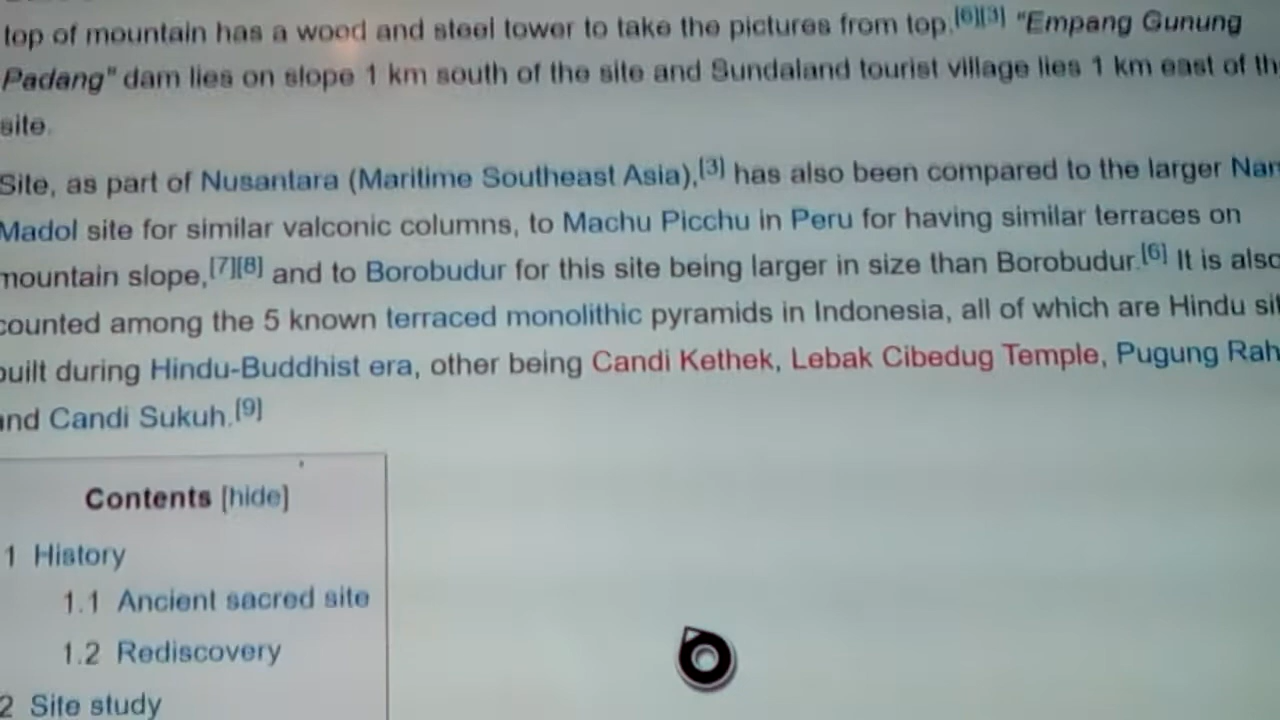 top of mountain has a wood and steel tower to take the pictures from top.[6][3] "Empang Gunung
Padang" dam lies on slope 1 km south of the site and Sundaland tourist village lies 1 km east of
site.
Site, as part of Nusantara (Maritime Southeast Asia),[3] has also been compared to the larger
Madol site for similar valconic columns, to Machu Picchu in Peru for having similar terraces on
mountain slope,[7][8] and to Borobudur for this site being larger in size than Borobudur.[6] It is also
counted among the 5 known terraced monolithic pyramids in Indonesia, all of which are Hindu
built during Hindu-Buddhist era, other being Candi Kethek, Lebak Cibedug Temple, Pugung
and Candi Sukuh.[9]
Contents [hide]
1 History
1.1 Ancient sacred site
1.2 Rediscovery
2 Site study